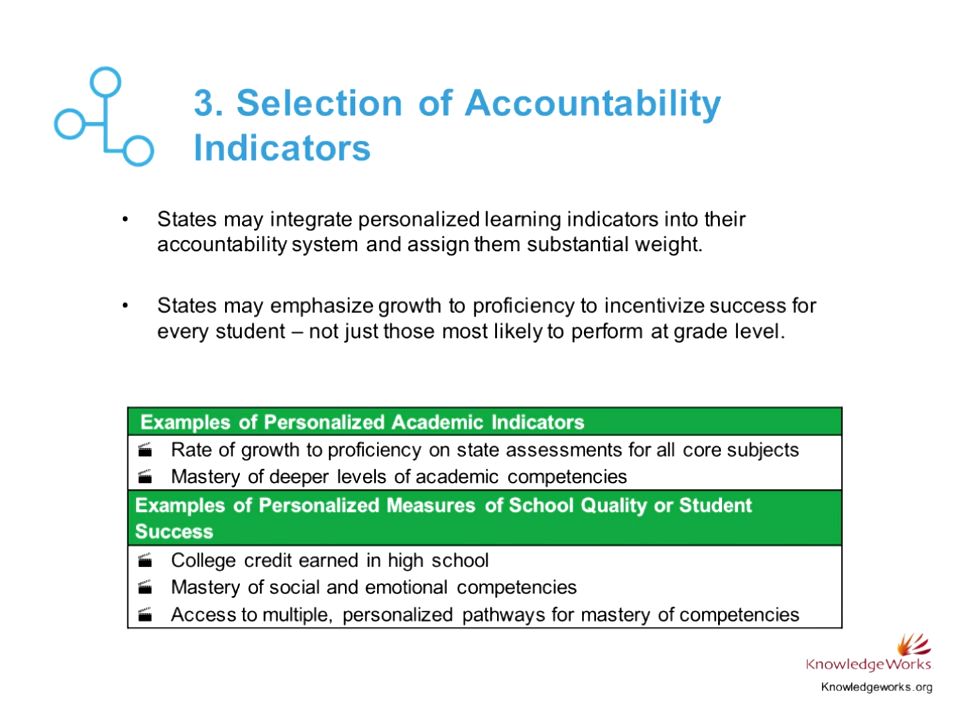 3. Selection of Accountability
Indicators
• States may integrate personalized learning indicators into their
accountability system and assign them substantial weight.
• States may emphasize growth to proficiency to incentivize success for
every student – not just those most likely to perform at grade level.
Examples of Personalized Academic Indicators
Rate of growth to proficiency on state assessments for all core subjects
Mastery of deeper levels of academic competencies
Examples of Personalized Measures of School Quality or Student
Success
College credit earned in high school
Mastery of social and emotional competencies
Access to multiple, personalized pathways for mastery of competencies
KnowledgeWorks
Knowledgeworks.org